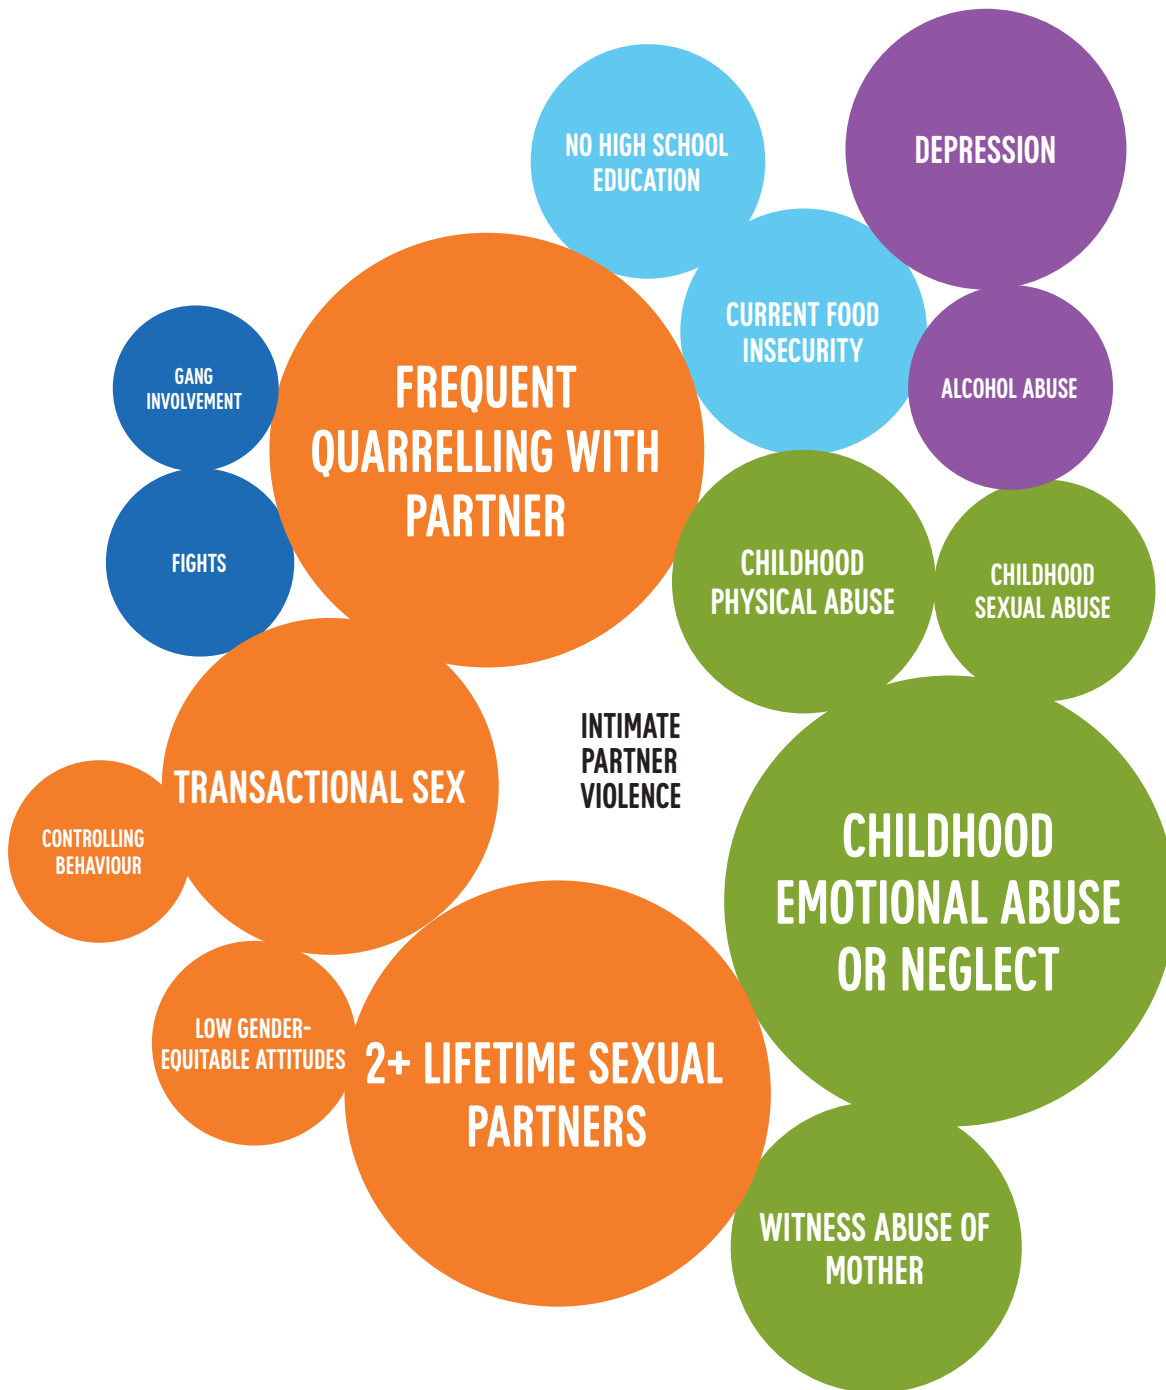 NO HIGH SCHOOL
EDUCATION
DEPRESSION
CURRENT FOOD
INSECURITY
ALCOHOL ABUSE
GANG
INVOLVEMENT
FREQUENT
QUARRELLING WITH
PARTNER
FIGHTS
CHILDHOOD
PHYSICAL ABUSE
CHILDHOOD
SEXUAL ABUSE
INTIMATE
PARTNER
VIOLENCE
TRANSACTIONAL SEX
CONTROLLING
BEHAVIOUR
CHILDHOOD
EMOTIONAL ABUSE
OR NEGLECT
LOW GENDER-
EQUITABLE ATTITUDES
2+ LIFETIME SEXUAL
PARTNERS
WITNESS ABUSE OF
MOTHER